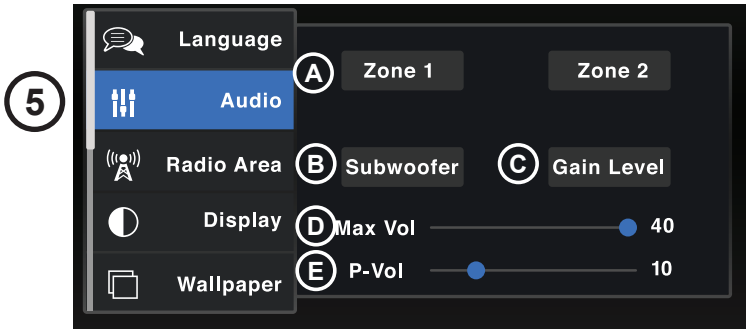 5
Language
Audio
Radio Area
Display
Wallpaper
A Zone 1 Zone 2
B Subwoofer C Gain Level
D Max Vol 40
E P-Vol 10